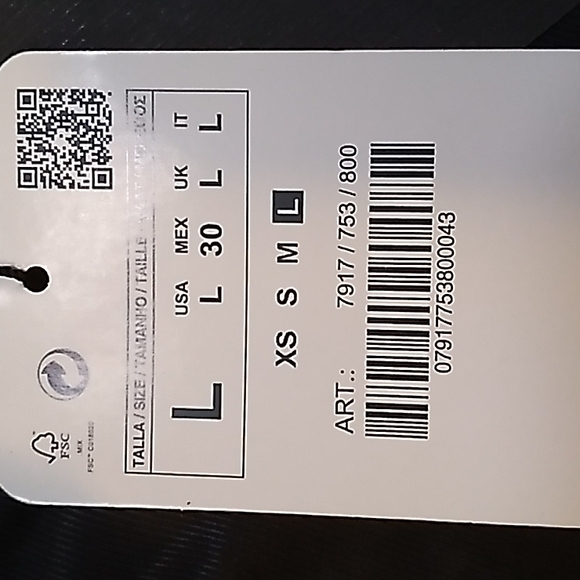 FSC
MIX
TALLA / SIZE / TAMANHO / TAILLE
L
USA MEX UK IT
L 30 L L
XS S M L
ART.: 7917 / 753 / 800
07917753800043